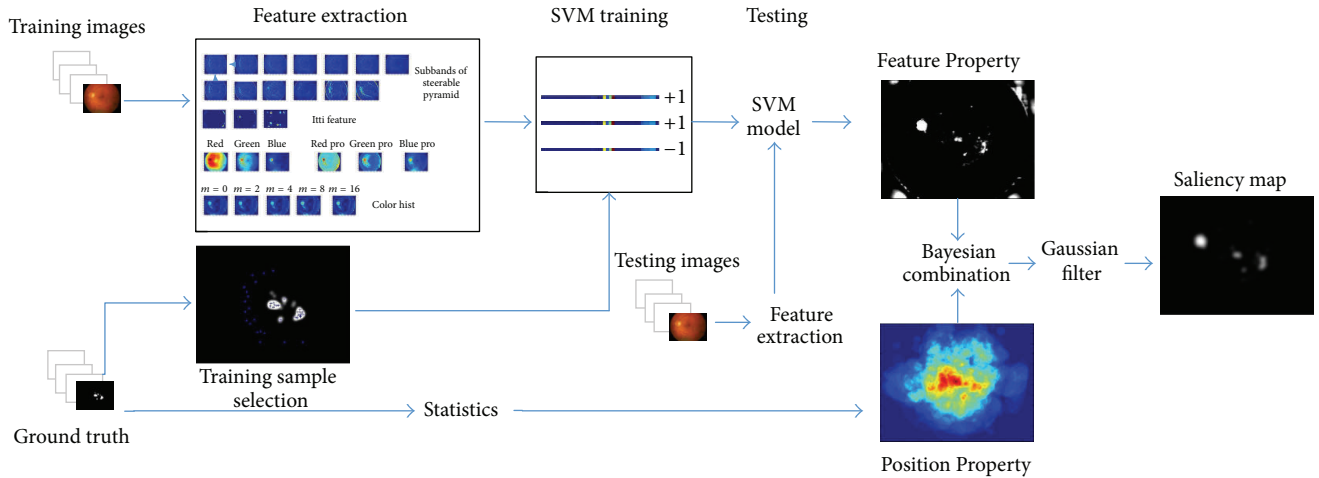 Training images
Feature extraction
SVM training
Testing
Subbands of
steerable
pyramid
Itti feature
Red Green Blue Red pro Green pro Blue pro
m = 0 m = 2 m = 4 m = 8 m = 16
Color hist
+1
+1
−1
SVM
model
Feature Property
Saliency map
Testing images
Feature
extraction
Bayesian
combination
Gaussian
filter
Training sample
selection
Ground truth
Statistics
Position Property